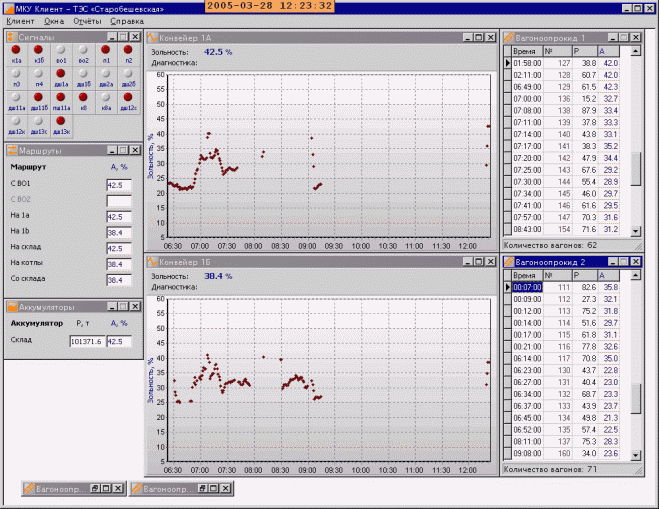 МКУ Клиент – ТЭС «Старобешевская»
2005-03-28 12:23:32
Клиент Окна Отчёты Справка
Сигналы
к1а к1б во1 во2 п1 п2
п3 п4 дш1а дш1б дш2а дш2б
дш11а дш11б пш11а к8 к8а дш12с
дш12к дш13с дш13к
Маршруты
Маршрут А, %
С ВО1 42.5
С ВО2
На 1а 42.5
На 1b 38.4
На склад 42.5
На котлы 38.4
Со склада 38.4
Аккумуляторы
Аккумулятор Р, т А, %
Склад 101371.6 42.5
Конвейер 1А
Зольность: 42.5 %
Диагностика:
Зольность, %
60
55
50
45
40
35
30
25
20
15
10
5
06:30 07:00 07:30 08:00 08:30 09:00 09:30 10:00 10:30 11:00 11:30 12:00
Конвейер 1Б
Зольность: 38.4 %
Диагностика:
Зольность, %
60
55
50
45
40
35
30
25
20
15
10
5
06:30 07:00 07:30 08:00 08:30 09:00 09:30 10:00 10:30 11:00 11:30 12:00
Вагоноопрокид 1
Время № Р А
01:58:00 127 38.8 42.0
02:11:00 128 60.7 42.0
06:49:00 129 61.5 42.3
07:00:00 136 15.2 32.7
07:08:00 138 87.9 33.4
07:11:00 139 37.8 33.3
07:14:00 140 43.8 33.1
07:17:00 141 38.3 35.2
07:20:00 142 47.9 34.4
07:25:00 143 67.6 29.2
07:30:00 144 55.4 28.9
07:34:00 145 46.0 29.7
07:41:00 146 61.6 29.5
07:57:00 147 70.3 31.6
08:43:00 154 71.6 31.2
Количество вагонов: 62
Вагоноопрокид 2
Время № Р А
00:07:00 111 82.6 35.8
00:09:00 112 27.3 32.1
00:12:00 113 75.2 31.8
00:14:00 114 51.6 29.7
00:17:00 115 61.8 31.1
00:21:00 116 77.8 32.6
06:14:00 117 70.8 35.0
06:23:00 130 43.7 22.8
06:27:00 131 40.4 23.0
06:34:00 132 68.7 23.3
06:37:00 133 43.9 23.7
06:45:00 134 49.8 21.3
06:52:00 135 57.4 22.5
08:11:00 137 75.3 28.3
09:08:00 160 34.0 23.6
Количество вагонов: 71
Вагоноопр... Вагоноопр...